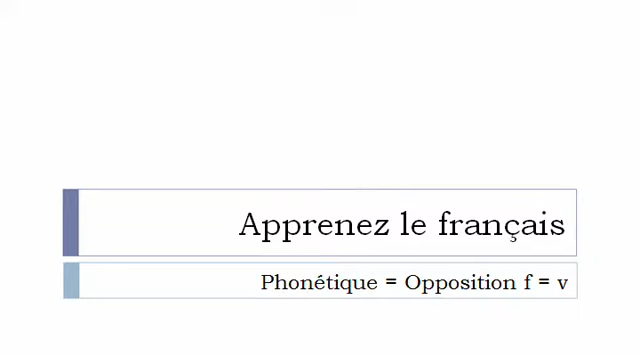 Apprenez le français
Phonétique = Opposition f = v